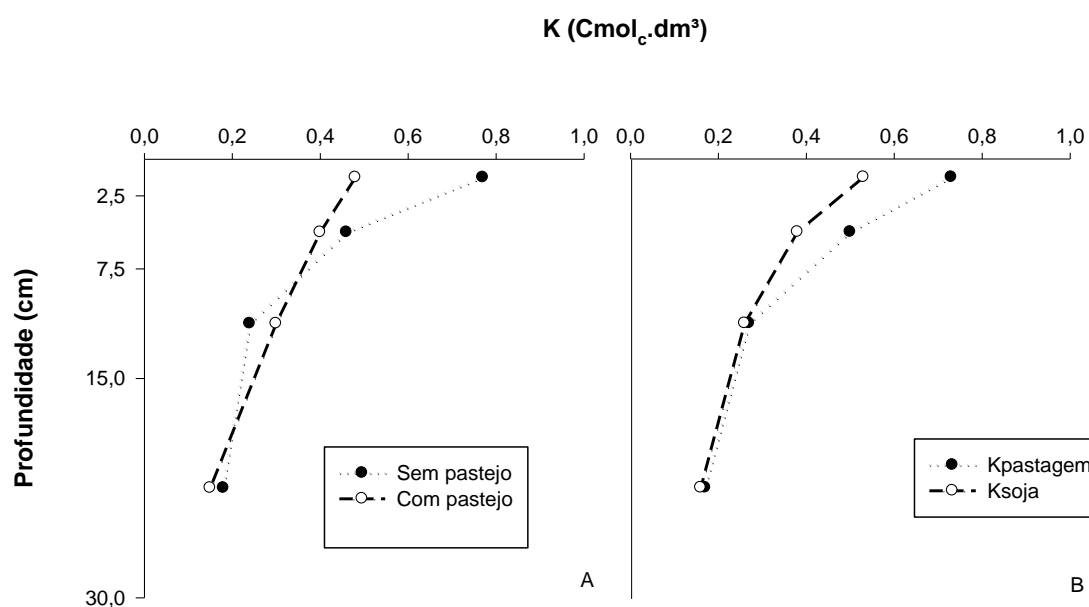 K (Cmolc.dm³)
0,0 0,2 0,4 0,6 0,8 1,0
0,0 0,2 0,4 0,6 0,8 1,0
Profundidade (cm)
2,5
7,5
15,0
30,0
Sem pastejo
Com pastejo
A
Kpastagem
Ksoja
B